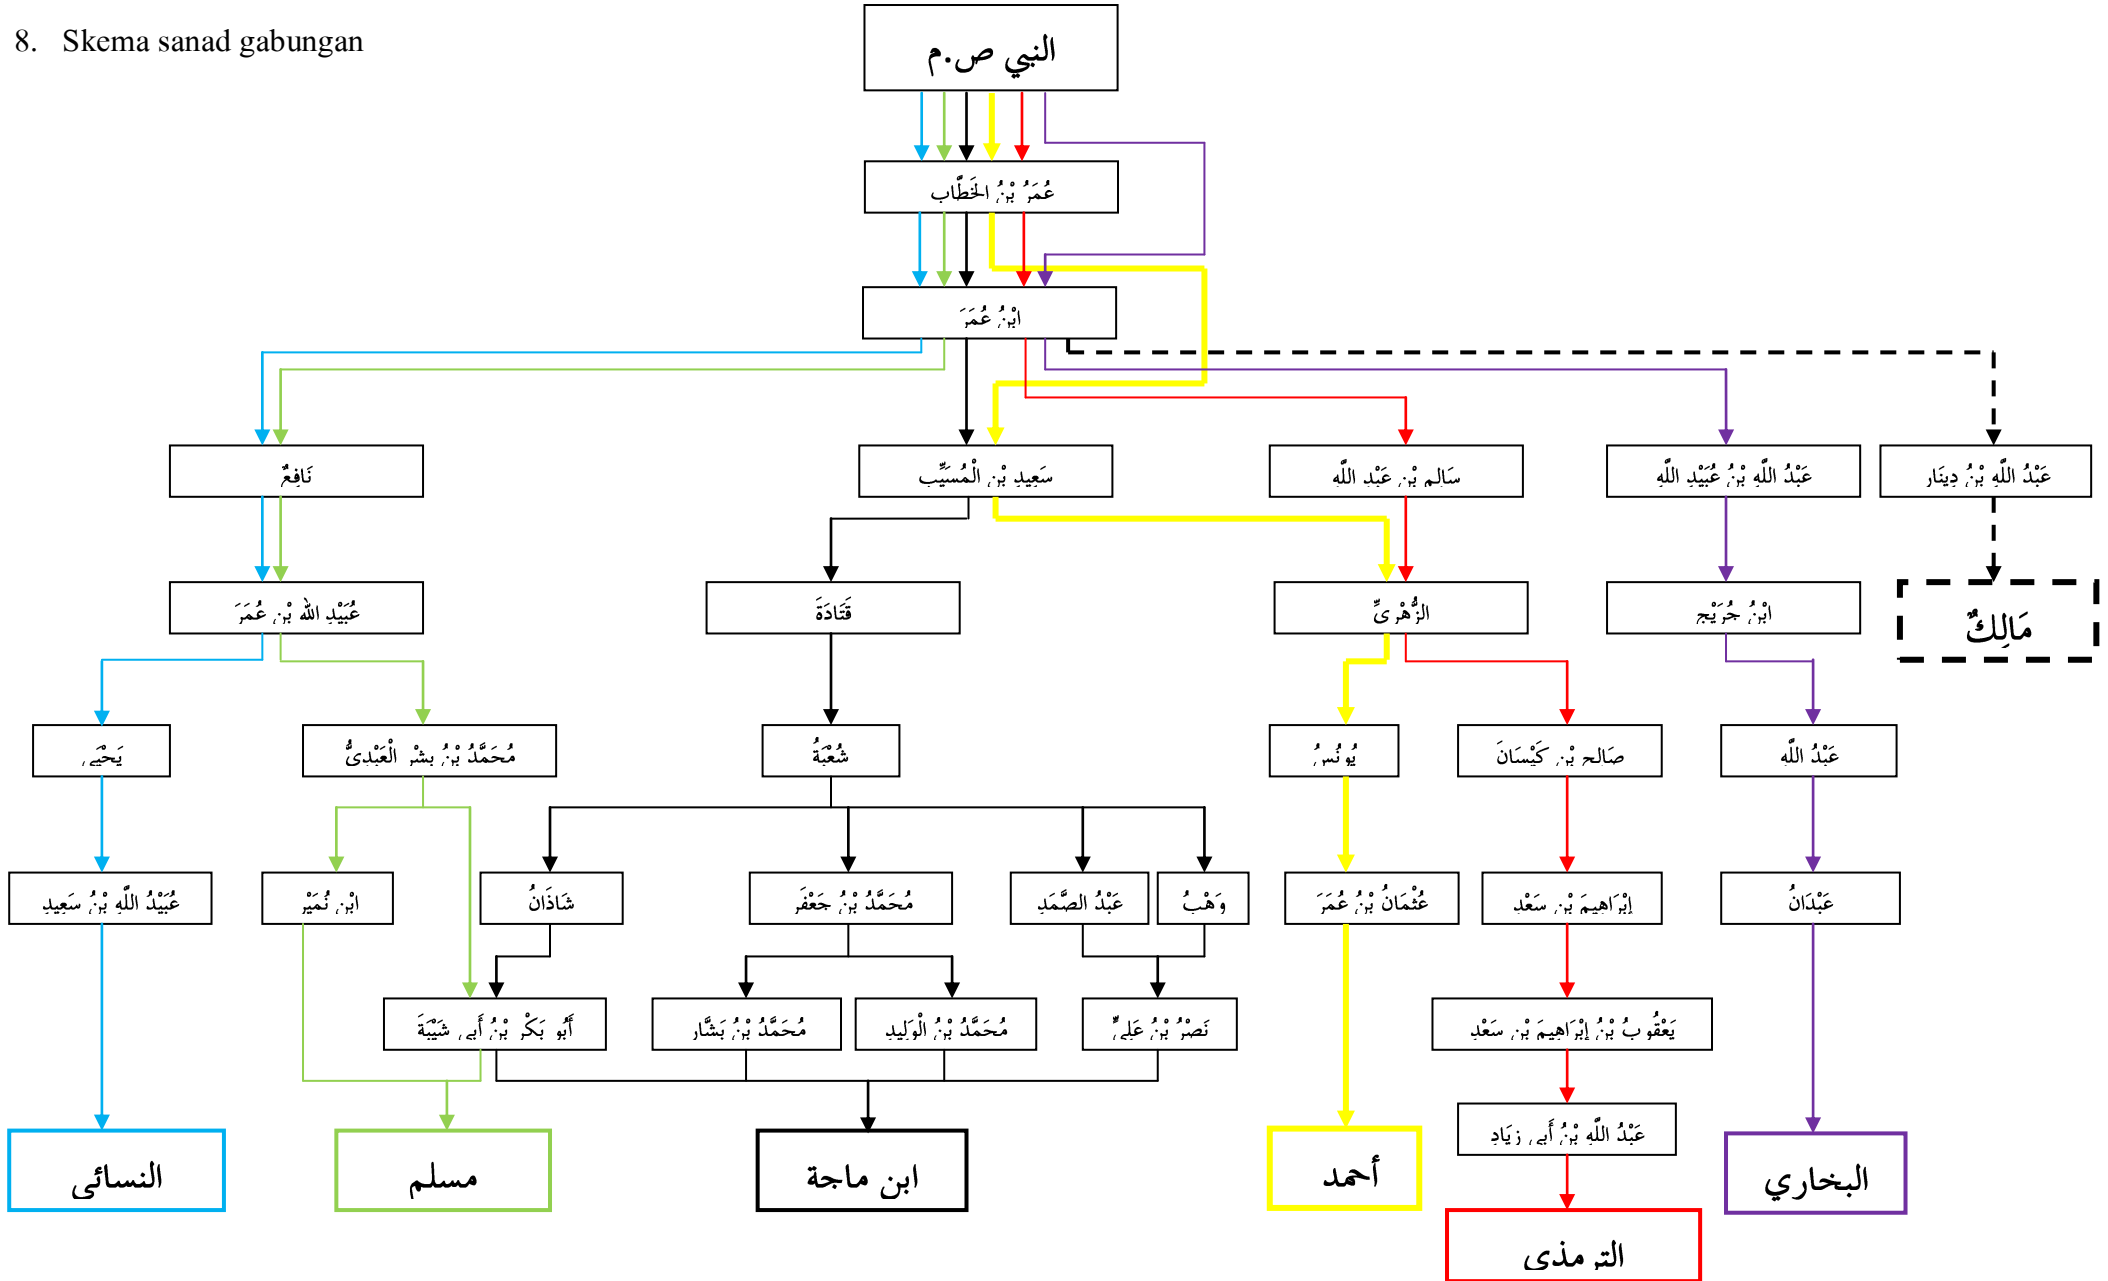 8. Skema sanad gabungan
النبي ص.م
عُمَرُ بْنُ الخَطَّاب
ابْنُ عُمَرَ
نَافِعٌ
سَعِيدِ بْنِ الْمُسَيِّبِ
سَالِمِ بْنِ عَبْدِ اللَّهِ
عَبْدُ اللَّهِ بْنُ عُبَيْدِ اللَّهِ
عَبْدُ اللَّهِ بْنُ دِينَارٍ
عُبَيْدِ الله بْنِ عُمَرَ
قَتَادَةَ
الزُّهْرِيِّ
ابْنُ جُرَيْجٍ
مَالِكٌ
يَحْيَى
مُحَمَّدُ بْنُ بِشْرٍ الْعَبْدِيُّ
شُعْبَةُ
يُونُسُ
صَالِحِ بْنِ كَيْسَانَ
عَبْدُ اللَّهِ
عُبَيْدُ اللَّهِ بْنُ سَعِيدٍ
ابْنِ نُمَيْرٍ
شَاذَانُ
مُحَمَّدُ بْنُ جَعْفَرٍ
عَبْدُ الصَّمَدِ
وَهْبُ
عُثْمَانُ بْنُ عُمَرَ
إِبْرَاهِيمَ بْنِ سَعْدٍ
عَبْدَانُ
أَبُو بَكْرِ بْنُ أَبِي شَيْبَةَ
مُحَمَّدُ بْنُ بَشَّارٍ
مُحَمَّدُ بْنُ الْوَلِيدِ
نَصْرُ بْنُ عَلِيٍّ
يَعْقُوبُ بْنُ إِبْرَاهِيمَ بْنِ سَعْدٍ
عَبْدُ اللَّهِ بْنُ أَبِي زِيَادٍ
النسائي
مسلم
ابن ماجة
أحمد
البخاري
الترمذي